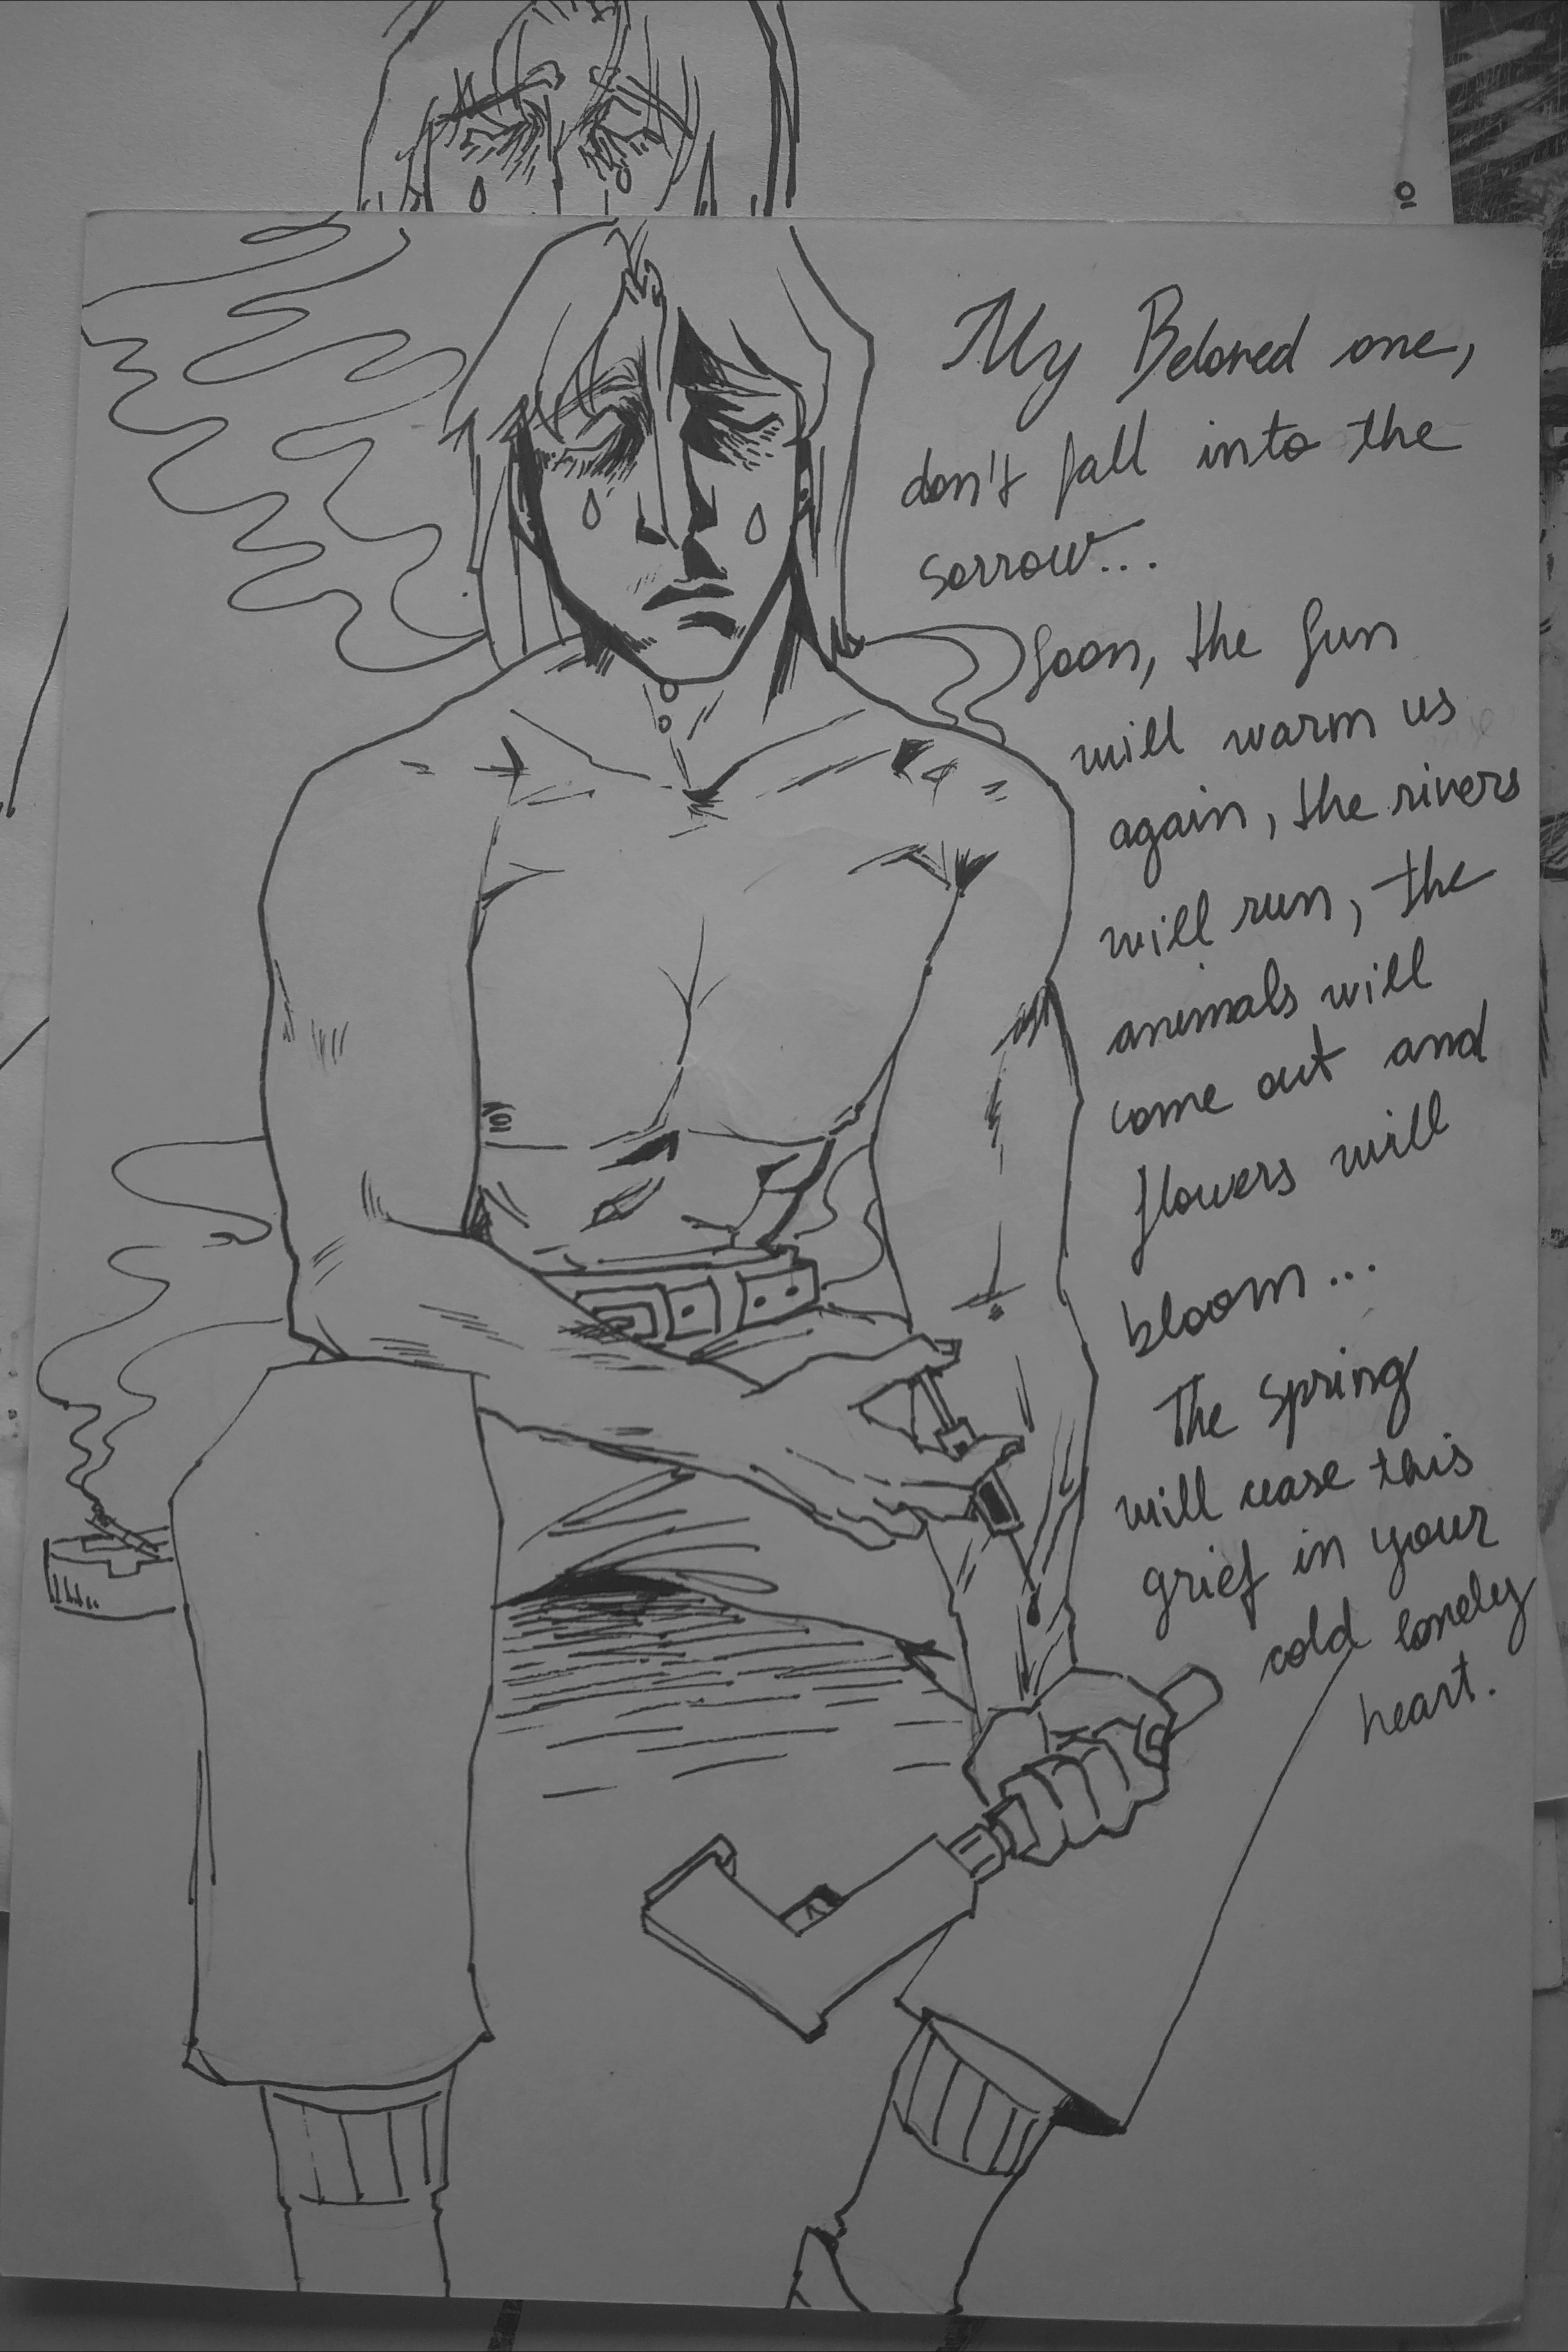 My Beloved one,
don't fall into the
sorrow...
Soon, the Sun
will warm us
again, the rivers
will run, the
animals will
come out and
flowers will
bloom...
The Spring
will cease this
grief in your
cold lonely
heart.